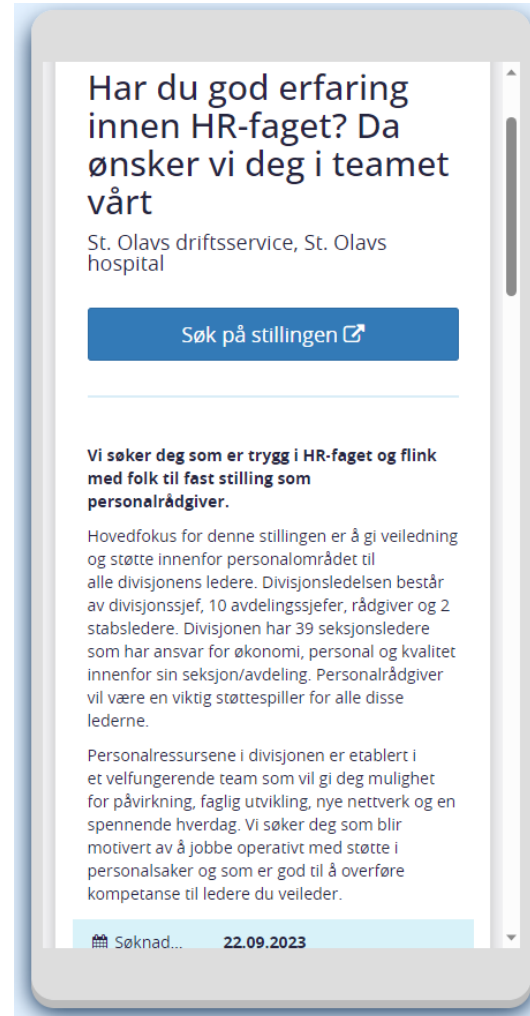 Har du god erfaring
innen HR-faget? Da
ønsker vi deg i teamet
vårt
St. Olavs driftsservice, St. Olavs
hospital
Søk på stillingen
Vi søker deg som er trygg i HR-faget og flink
med folk til fast stilling som
personalrådgiver.
Hovedfokus for denne stillingen er å gi veiledning
og støtte innenfor personalområdet til
alle divisjonens ledere. Divisjonsledelsen består
av divisjonssjef, 10 avdelingssjefer, rådgiver og 2
stabsledere. Divisjonen har 39 seksjonsledere
som har ansvar for økonomi, personal og kvalitet
innenfor sin seksjon/avdeling. Personalrådgiver
vil være en viktig støttespiller for alle disse
lederne.
Personalressursene i divisjonen er etablert i
et velfungerende team som vil gi deg mulighet
for påvirkning, faglig utvikling, nye nettverk og en
spennende hverdag. Vi søker deg som blir
motivert av å jobbe operativt med støtte i
personalsaker og som er god til å overføre
kompetanse til ledere du veileder.
Søknad... 22.09.2023